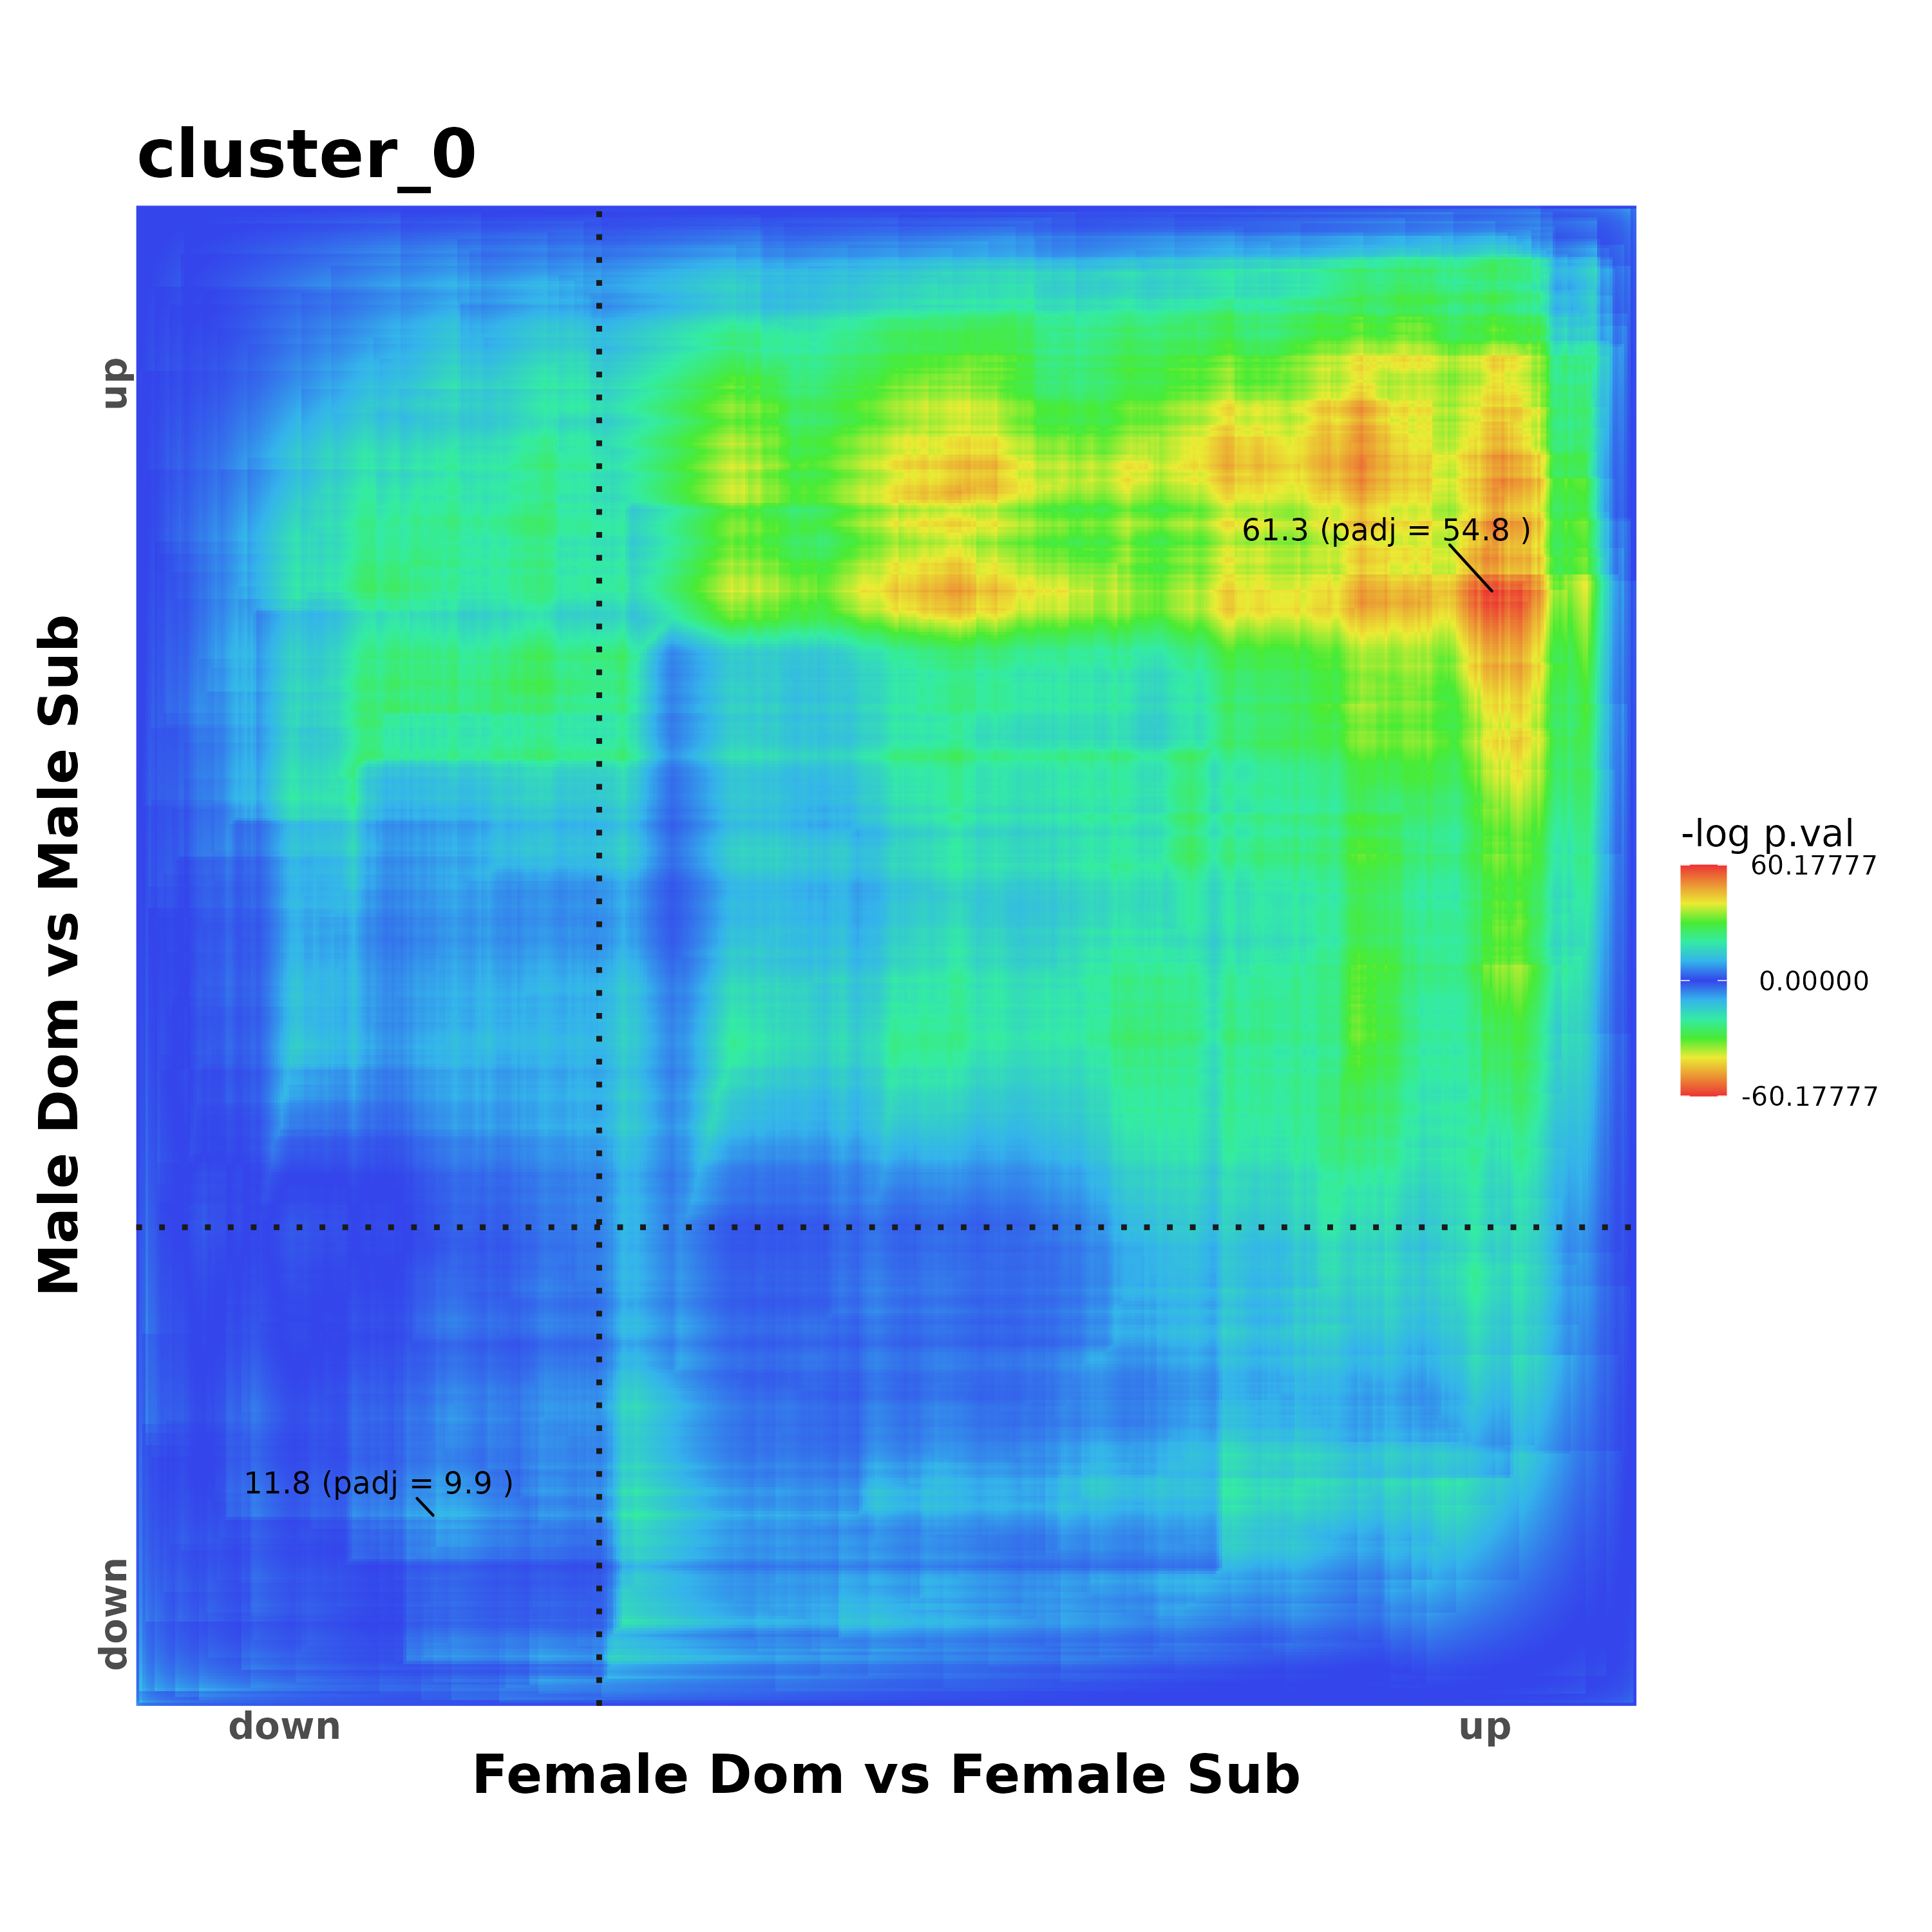 cluster_0
up
Male Dom vs Male Sub
down
61.3 (padj = 54.8 )
11.8 (padj = 9.9 )
-log p.val
60.17777
0.00000
-60.17777
down
up
Female Dom vs Female Sub